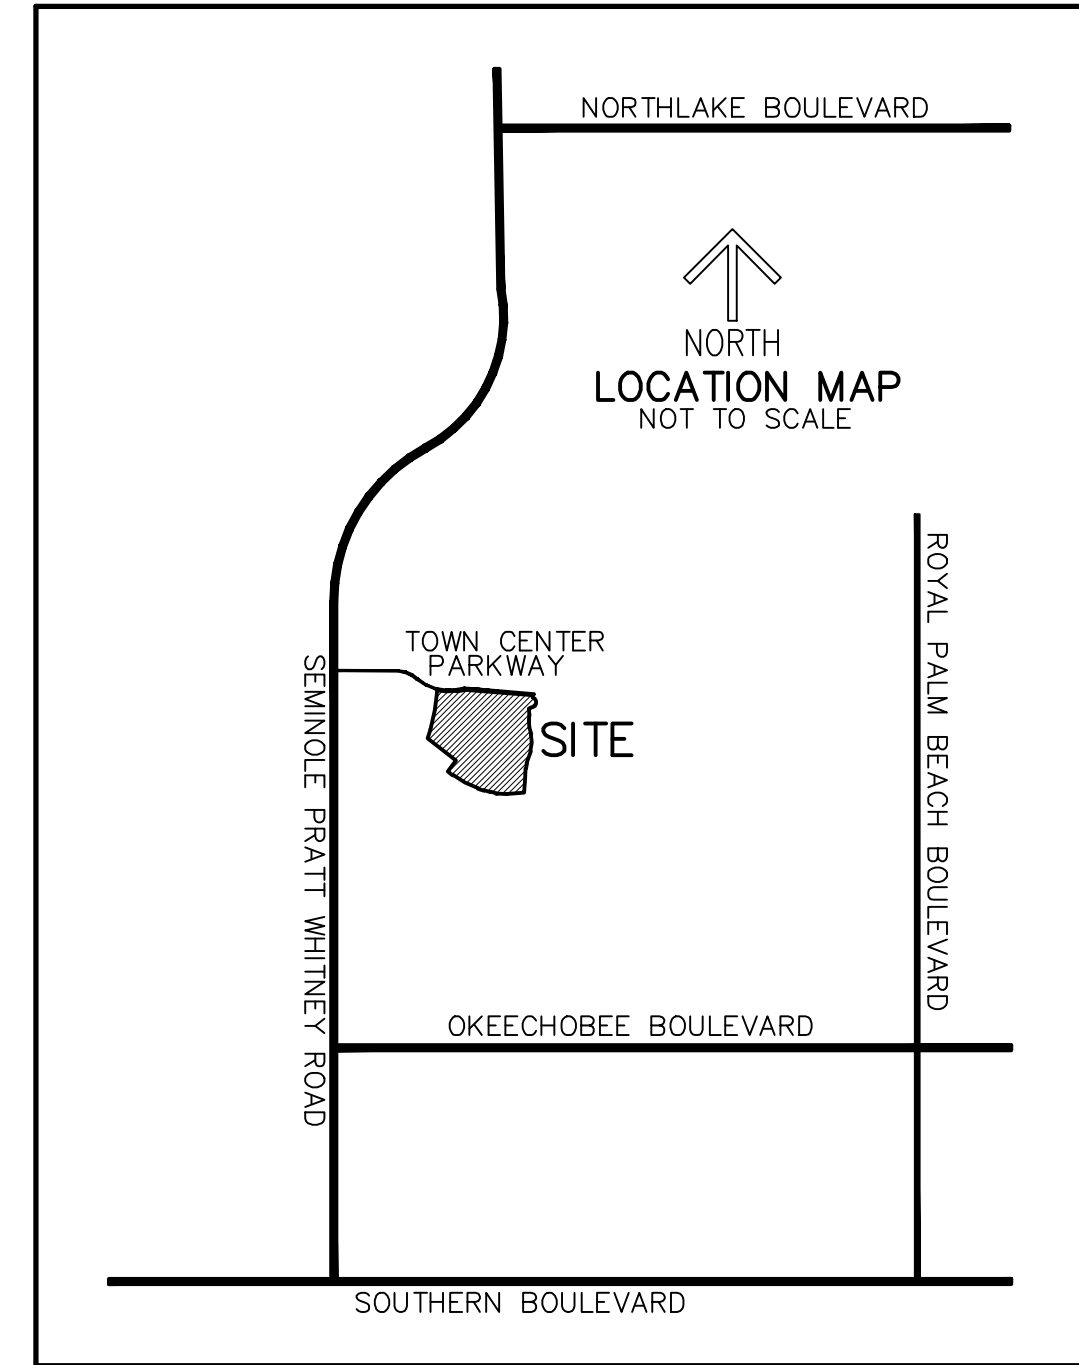 NORTHLAKE BOULEVARD
NORTH
LOCATION MAP
NOT TO SCALE
ROYAL PALM BEACH BOULEVARD
TOWN CENTER
PARKWAY
SEMINOLE PRATT WHITNEY ROAD
SITE
OKEECHOBEE BOULEVARD
SOUTHERN BOULEVARD